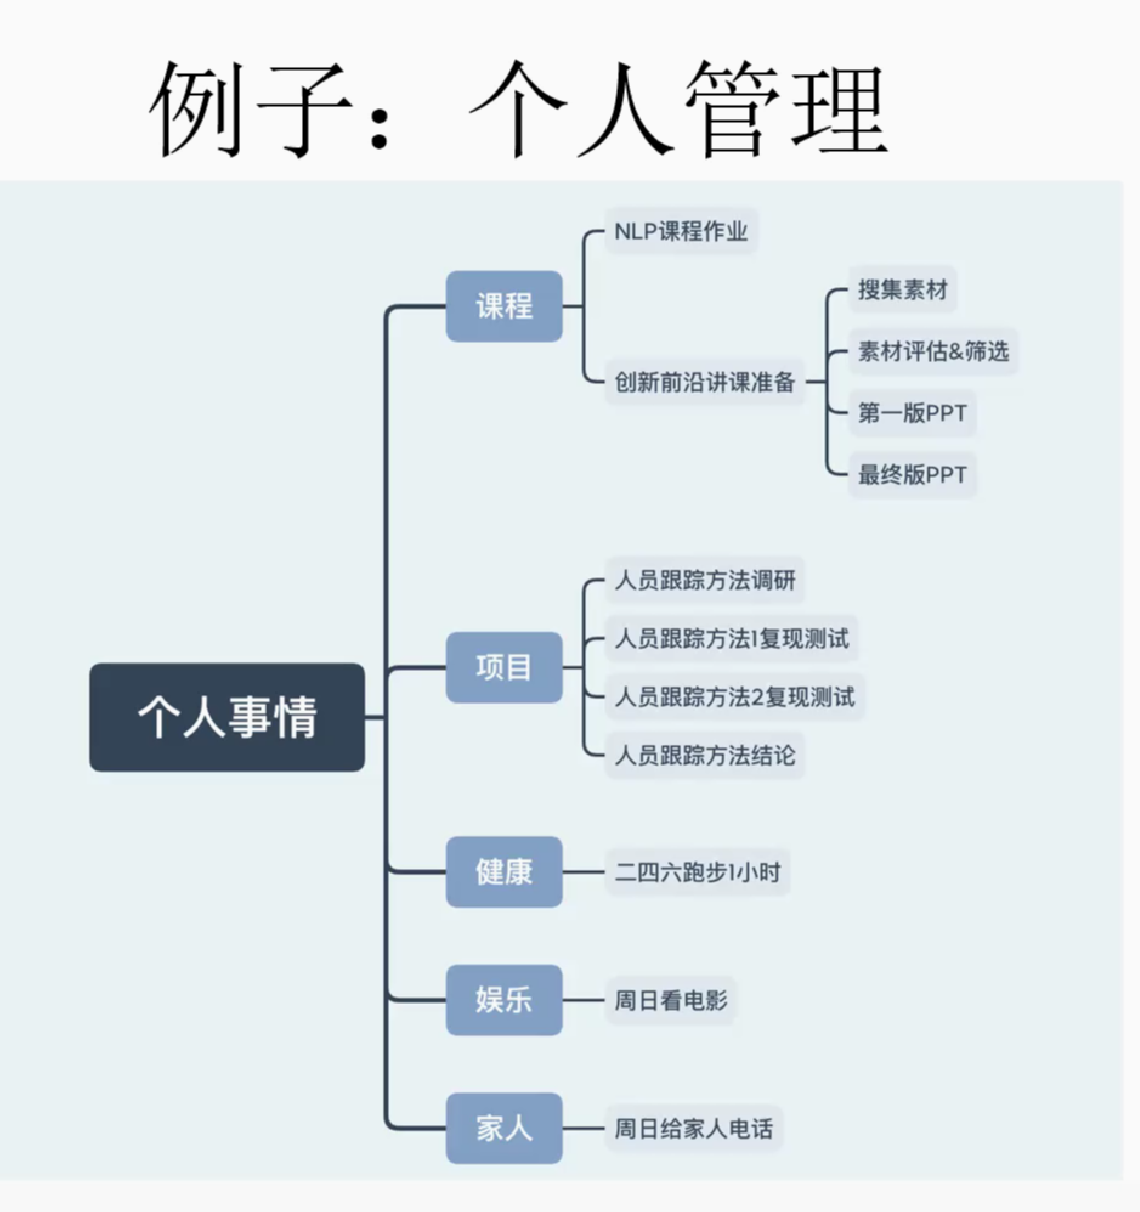 例子：个人管理
个人事情
课程
NLP课程作业
创新前沿讲课准备
搜集素材
素材评估&筛选
第一版PPT
最终版PPT
项目
人员跟踪方法调研
人员跟踪方法1复现测试
人员跟踪方法2复现测试
人员跟踪方法结论
健康
二四六跑步1小时
娱乐
周日看电影
家人
周日给家人电话